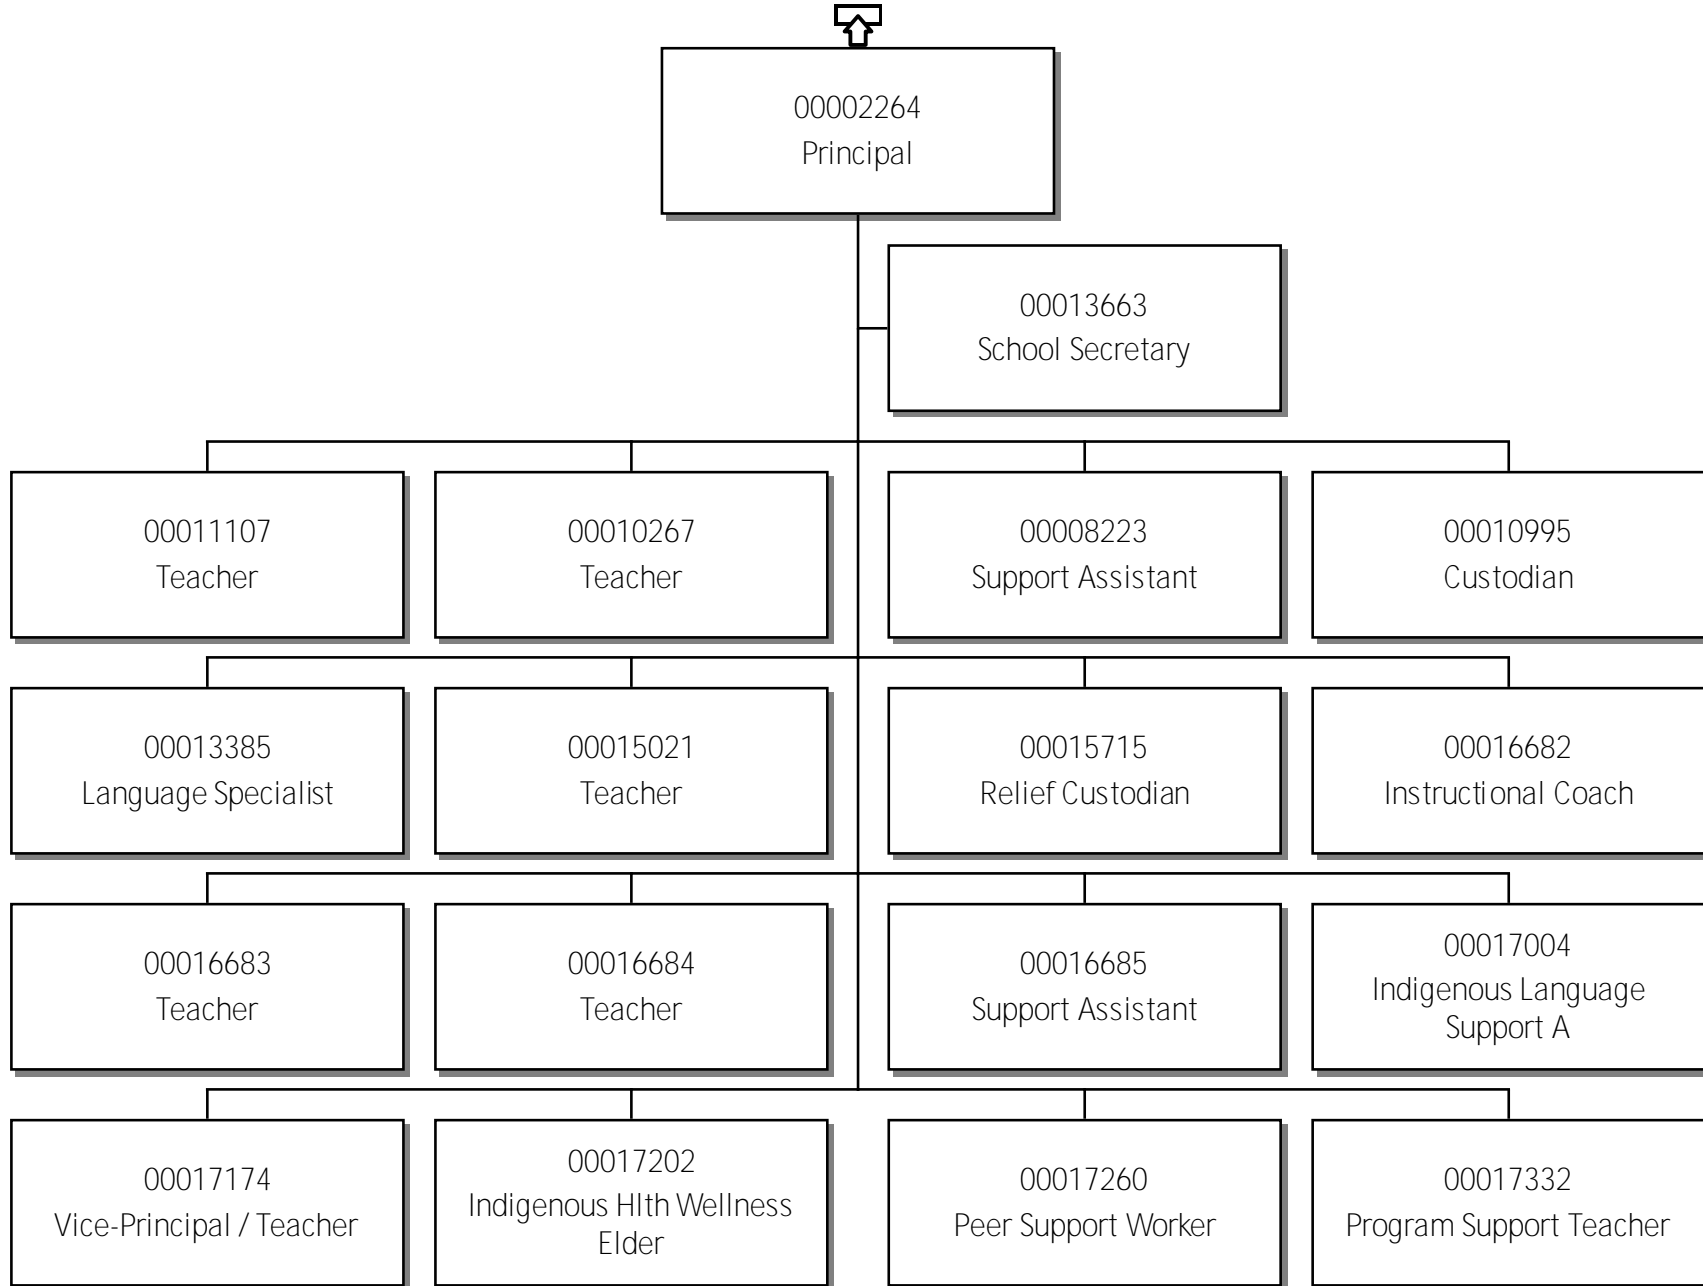 00002264
Principal
00013663
School Secretary
00011107
Teacher
00010267
Teacher
00008223
Support Assistant
00010995
Custodian
00013385
Language Specialist
00015021
Teacher
00015715
Relief Custodian
00016682
Instructional Coach
00016683
Teacher
00016684
Teacher
00016685
Support Assistant
00017004
Indigenous Language
Support A
00017174
Vice-Principal / Teacher
00017202
Indigenous Hlth Wellness
Elder
00017260
Peer Support Worker
00017332
Program Support Teacher